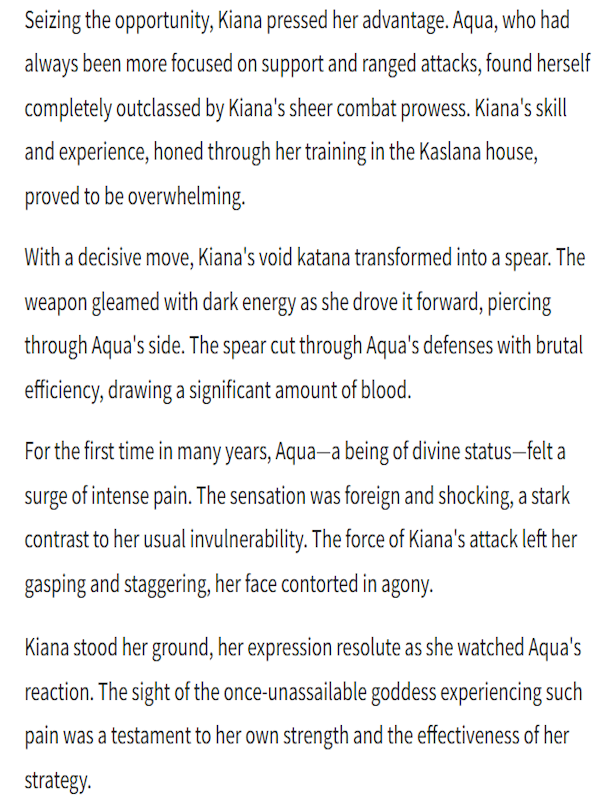 Seizing the opportunity, Kiana pressed her advantage. Aqua, who had
always been more focused on support and ranged attacks, found herself
completely outclassed by Kiana's sheer combat prowess. Kiana's skill
and experience, honed through her training in the Kaslana house,
proved to be overwhelming.
With a decisive move, Kiana's void katana transformed into a spear. The
weapon gleamed with dark energy as she drove it forward, piercing
through Aqua's side. The spear cut through Aqua's defenses with brutal
efficiency, drawing a significant amount of blood.
For the first time in many years, Aqua—a being of divine status—felt a
surge of intense pain. The sensation was foreign and shocking, a stark
contrast to her usual invulnerability. The force of Kiana's attack left her
gasping and staggering, her face contorted in agony.
Kiana stood her ground, her expression resolute as she watched Aqua's
reaction. The sight of the once-unassailable goddess experiencing such
pain was a testament to her own strength and the effectiveness of her
strategy.